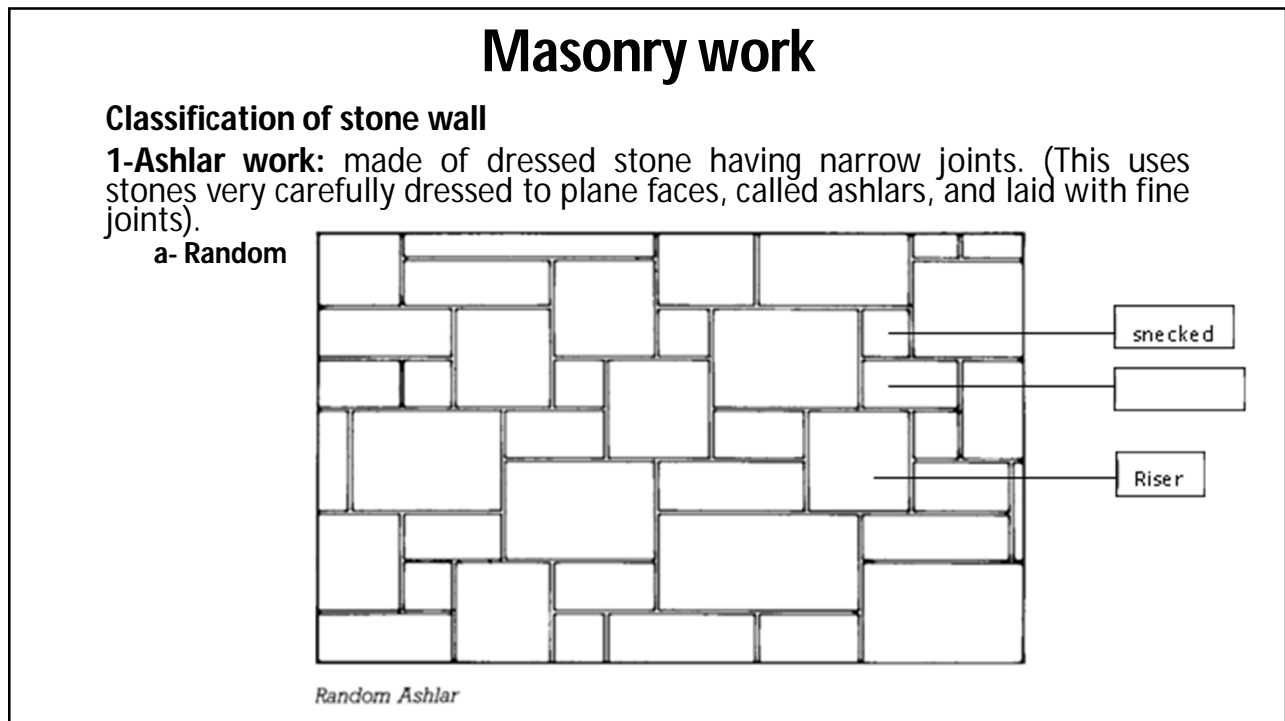 Masonry work
Classification of stone wall
1-Ashlar work: made of dressed stone having narrow joints. (This uses
stones very carefully dressed to plane faces, called ashlars, and laid with fine
joints).
a- Random
snecked
Riser
Random Ashlar